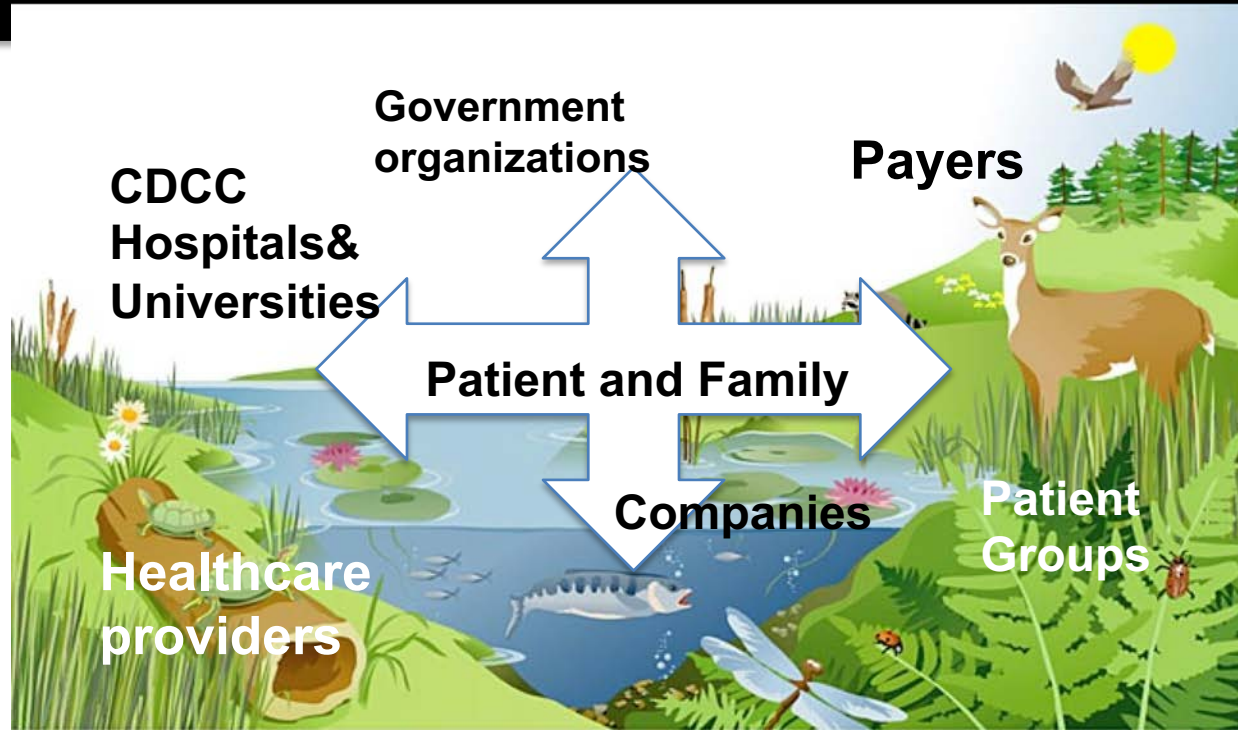 Government
organizations
Payers
CDCC
Hospitals&
Universities
Patient and Family
Companies
Patient
Groups
Healthcare
providers